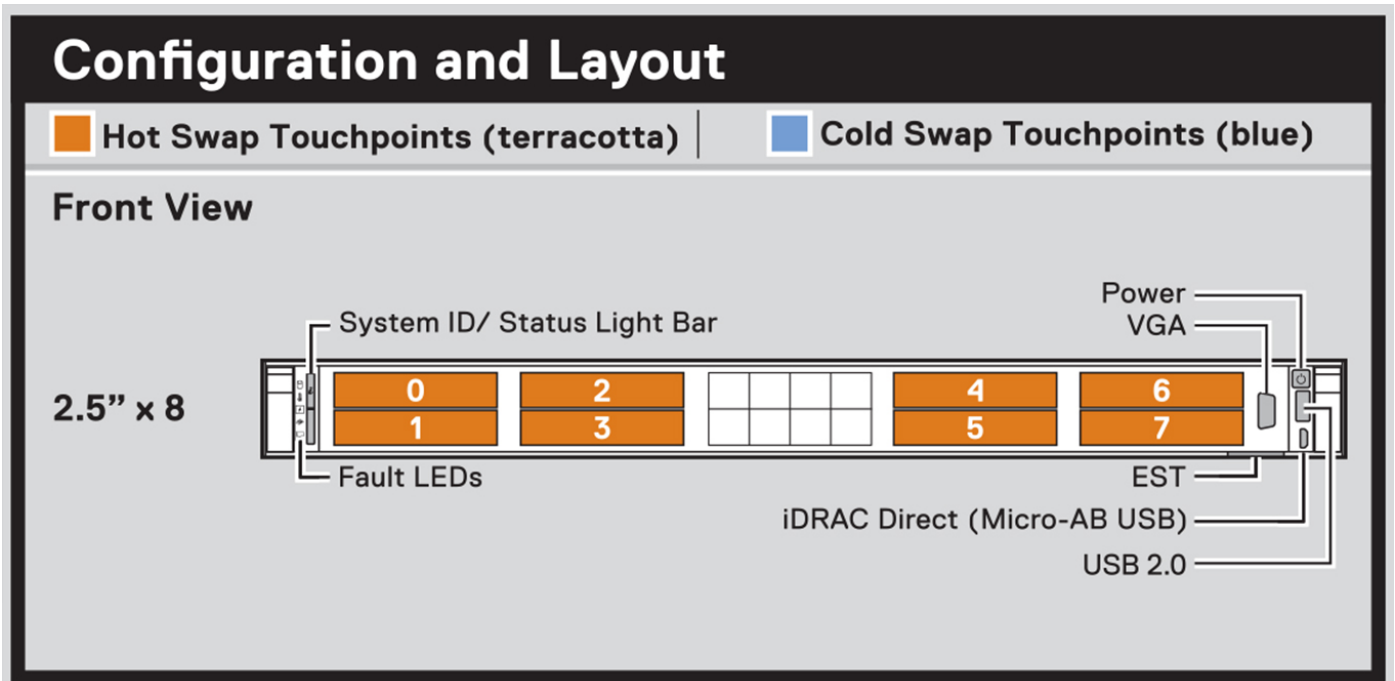 Configuration and Layout
Hot Swap Touchpoints (terracotta)
Cold Swap Touchpoints (blue)
Front View
Power
System ID/ Status Light Bar
VGA
2.5” x 8
0 2 4 6
1 3 5 7
Fault LEDs
EST
iDRAC Direct (Micro-AB USB)
USB 2.0